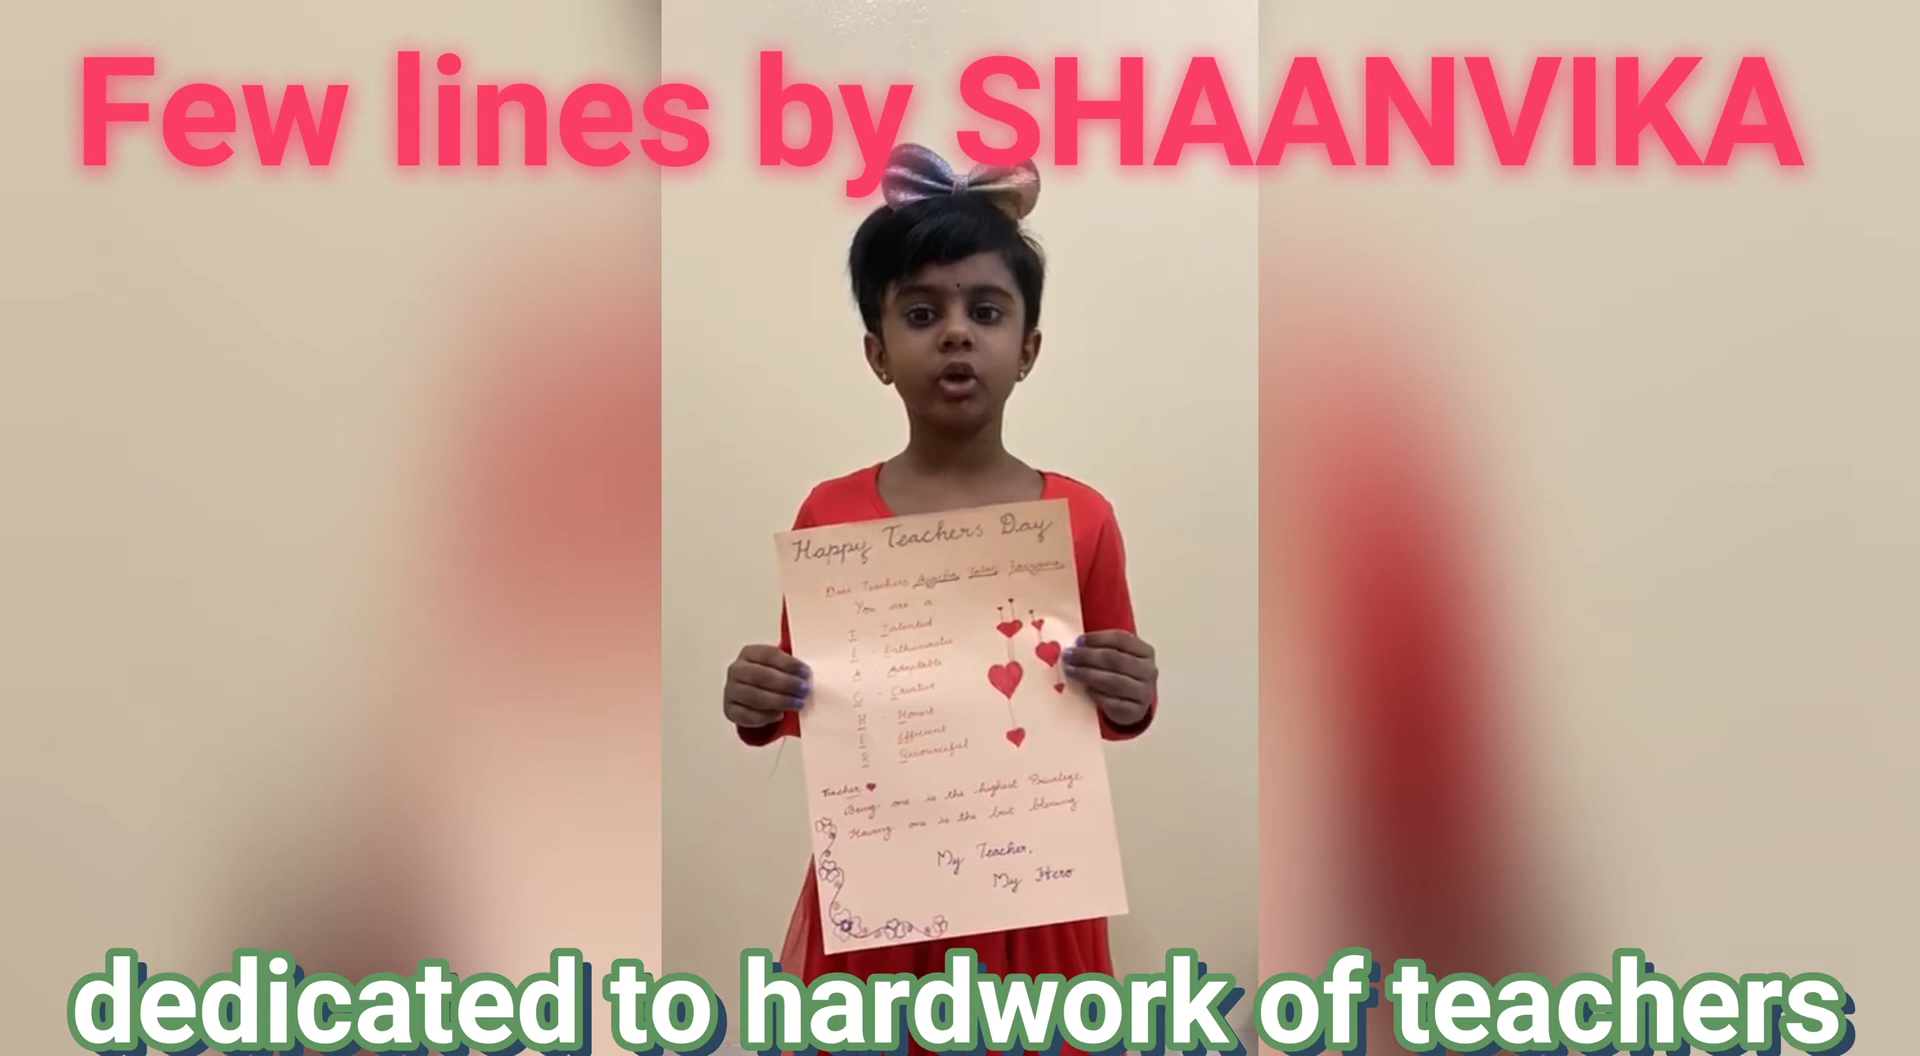 Few lines by SHAANVIKA
Happy Teachers Day
Dear Teachers
You are a
T - Talented
E - Enthusiastic
A - Adaptable
C - Creative
H - Honest
E Efficient
R Resourceful
Teacher
Being one is the highest Privilege
Having one is the best blessing
My Teacher,
My Hero
dedicated to hardwork of teachers